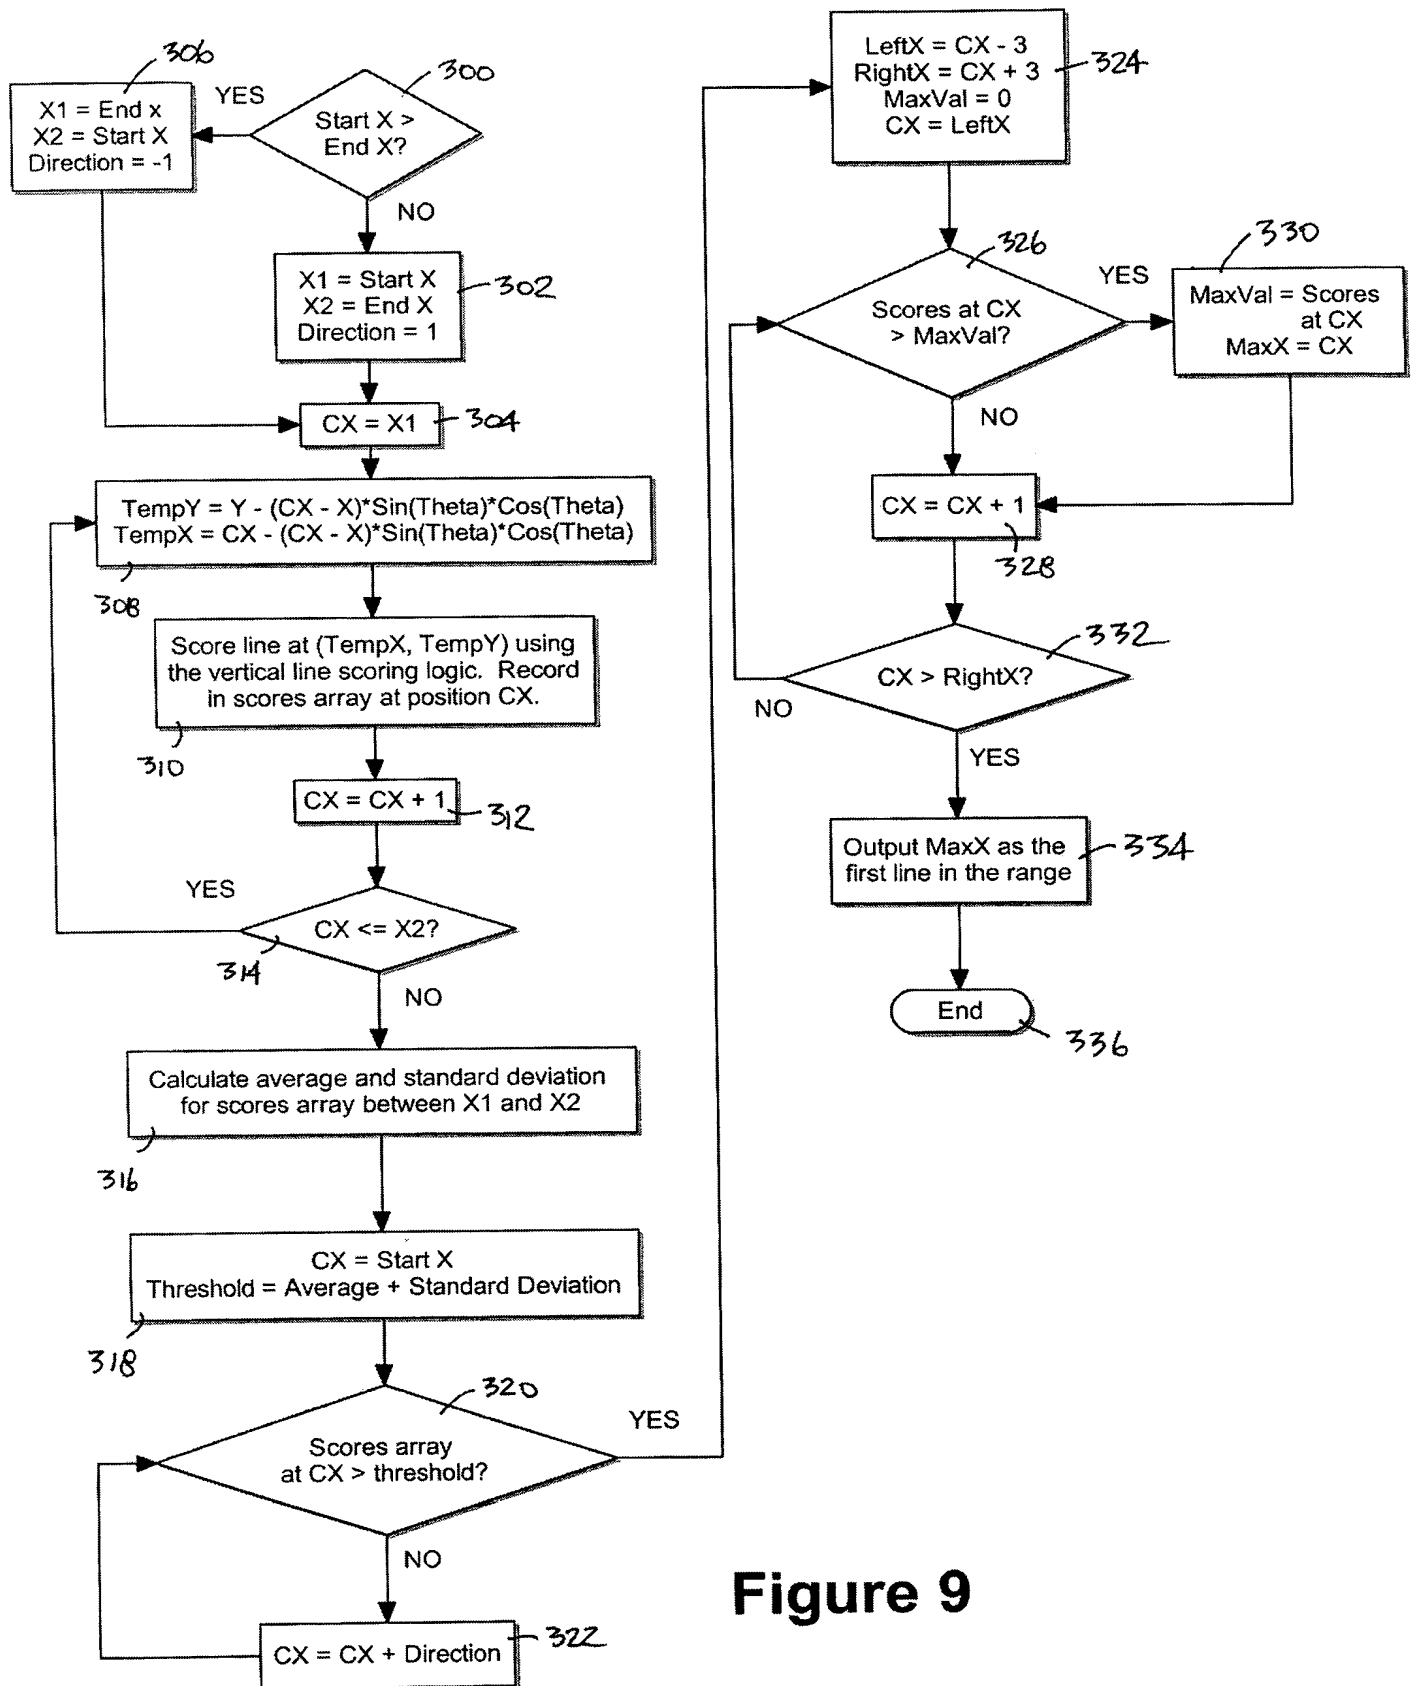 306
X1 = End x
X2 = Start X
Direction = -1
YES
300
Start X >
End X?
NO
X1 = Start X
X2 = End X
Direction = 1
302
CX = X1
304
TempY = Y - (CX - X)*Sin(Theta)*Cos(Theta)
TempX = CX - (CX - X)*Sin(Theta)*Cos(Theta)
308
Score line at (TempX, TempY) using
the vertical line scoring logic. Record
in scores array at position CX.
310
CX = CX + 1
312
YES
CX <= X2?
314
NO
Calculate average and standard deviation
for scores array between X1 and X2
316
CX = Start X
Threshold = Average + Standard Deviation
318
320
YES
Scores array
at CX > threshold?
NO
CX = CX + Direction
322
LeftX = CX - 3
RightX = CX + 3
MaxVal = 0
CX = LeftX
324
326
YES
Scores at CX
> MaxVal?
330
MaxVal = Scores
at CX
MaxX = CX
NO
CX = CX + 1
328
332
CX > RightX?
NO
YES
Output MaxX as the
first line in the range
334
End
336
Figure 9